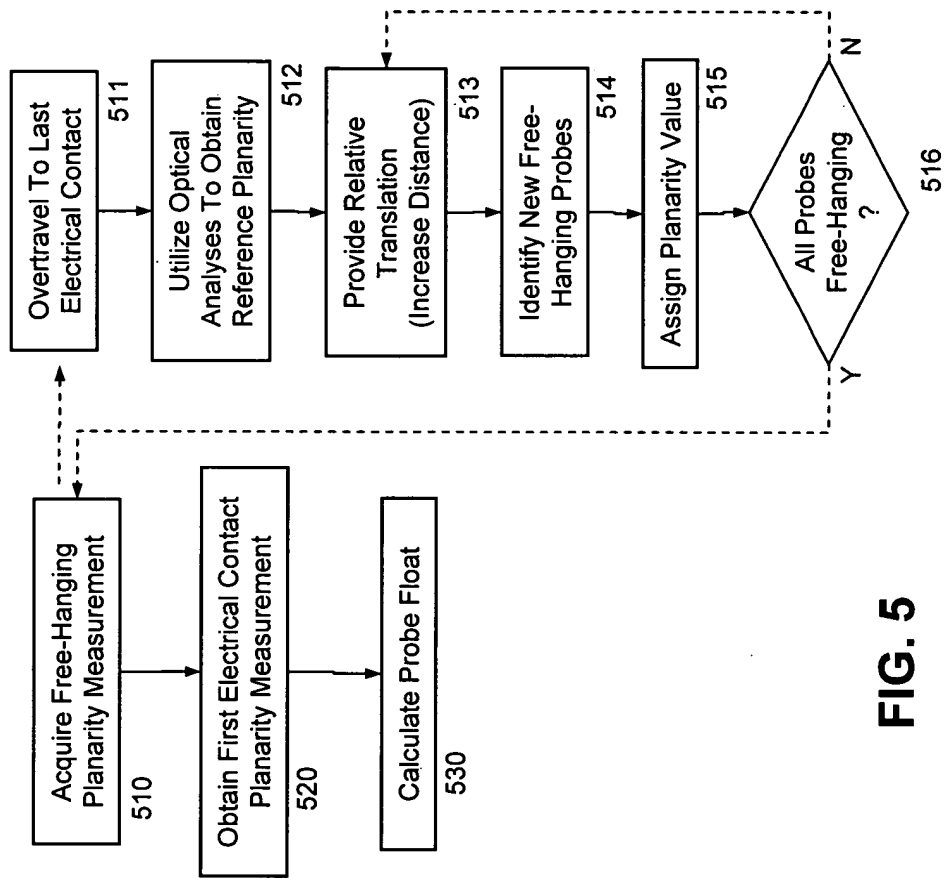 Acquire Free-Hanging
Planarity Measurement
510
Obtain First Electrical Contact
Planarity Measurement
520
Calculate Probe Float
530
Overtravel To Last
Electrical Contact
511
Utilize Optical
Analyses To Obtain
Reference Planarity
512
Provide Relative
Translation
(Increase Distance)
513
Identify New Free-
Hanging Probes
514
Assign Planarity Value
515
All Probes
Free-Hanging
?
516
Y
N
FIG. 5